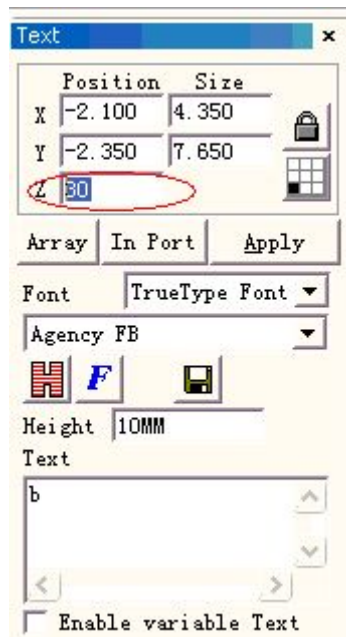 Text ×
Position Size
X -2.100 4.350
Y -2.350 7.650
Z 30
Array In Port Apply
Font TrueType Font
Agency FB
H F
Height 10MM
Text
b
Enable variable Text